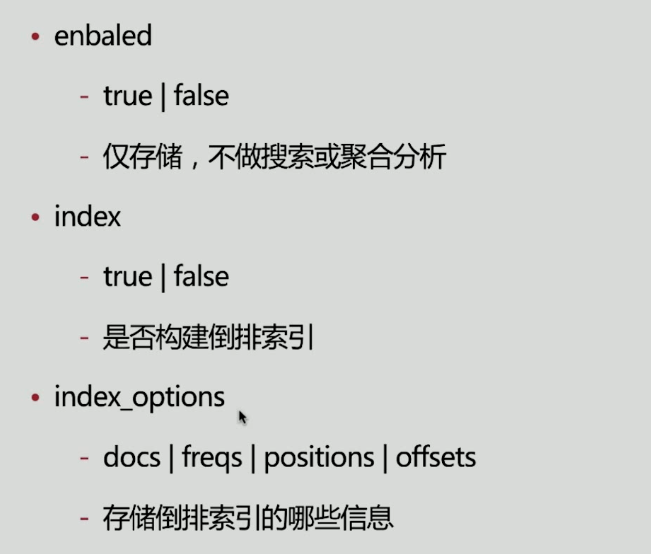 • enbaled
- true | false
- 仅存储，不做搜索或聚合分析
• index
- true | false
- 是否构建倒排索引
• index_options
- docs | freqs | positions | offsets
- 存储倒排索引的哪些信息